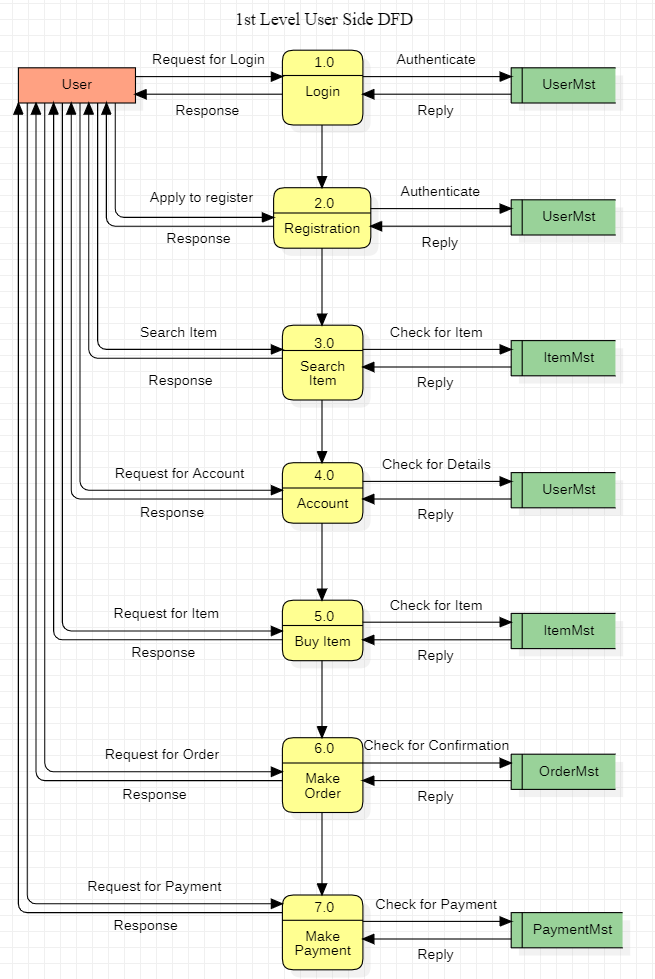 1st Level User Side DFD
Request for Login
1.0
Authenticate
User
Login
UserMst
Response
Reply
Apply to register
2.0
Authenticate
Registration
UserMst
Response
Reply
Search Item
3.0
Check for Item
Search
Item
ItemMst
Response
Reply
Request for Account
4.0
Check for Details
Account
UserMst
Response
Reply
Request for Item
5.0
Check for Item
Buy Item
ItemMst
Response
Reply
Request for Order
6.0
Check for Confirmation
Make
Order
OrderMst
Response
Reply
Request for Payment
7.0
Check for Payment
Make
Payment
PaymentMst
Response
Reply